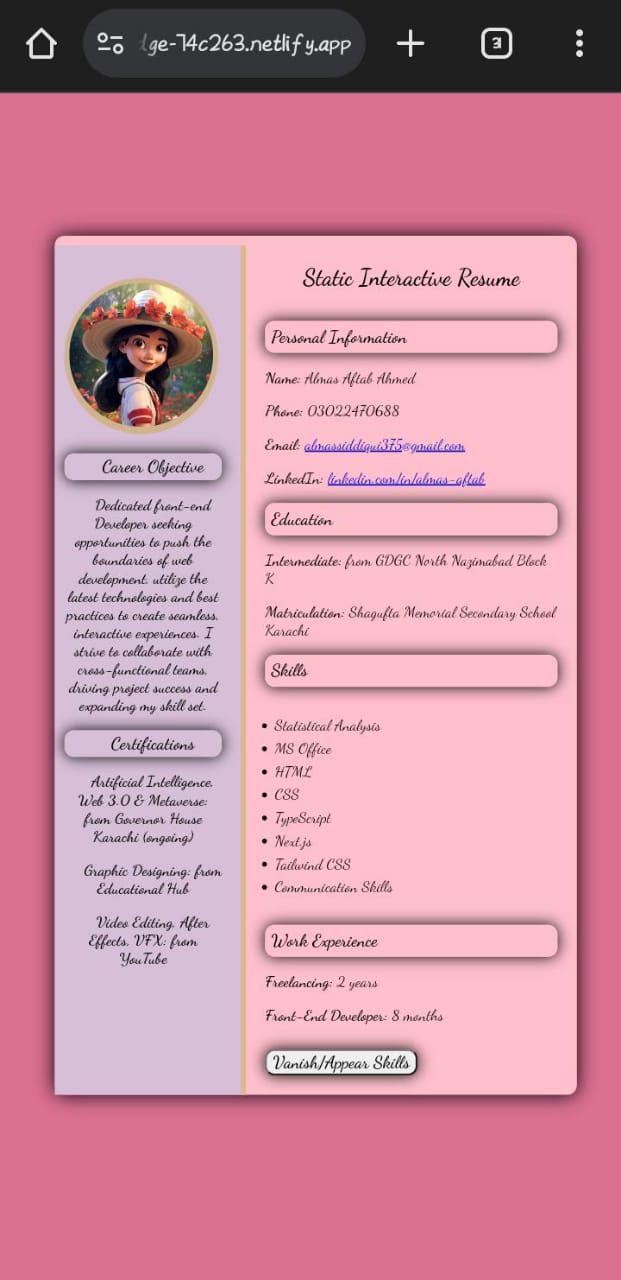 ge-74c263.netlify.app
3
Static Interactive Resume
Career Objective
Dedicated front-end
Developer seeking
opportunities to push the
boundaries of web
development, utilize the
latest technologies and best
practices to create seamless,
interactive experiences. I
strive to collaborate with
cross-functional teams,
driving project success and
expanding my skill set.
Certifications
Artificial Intelligence,
Web 3.0 & Metaverse:
from Governor House
Karachi (ongoing)
Graphic Designing: from
Educational Hub
Video Editing, After
Effects, VFX: from
YouTube
Personal Information
Name: Almas Aftab Ahmed
Phone: 03022470688
Email: almassiddiqui375@gmail.com
LinkedIn: linkedin.com/in/almas-aftab
Education
Intermediate: from GDGC North Nazimabad Block
K
Matriculation: Shagufta Memorial Secondary School
Karachi
Skills
• Statistical Analysis
• MS Office
• HTML
• CSS
• TypeScript
• Next.js
• Tailwind CSS
• Communication Skills
Work Experience
Freelancing: 2 years
Front-End Developer: 8 months
Vanish/Appear Skills